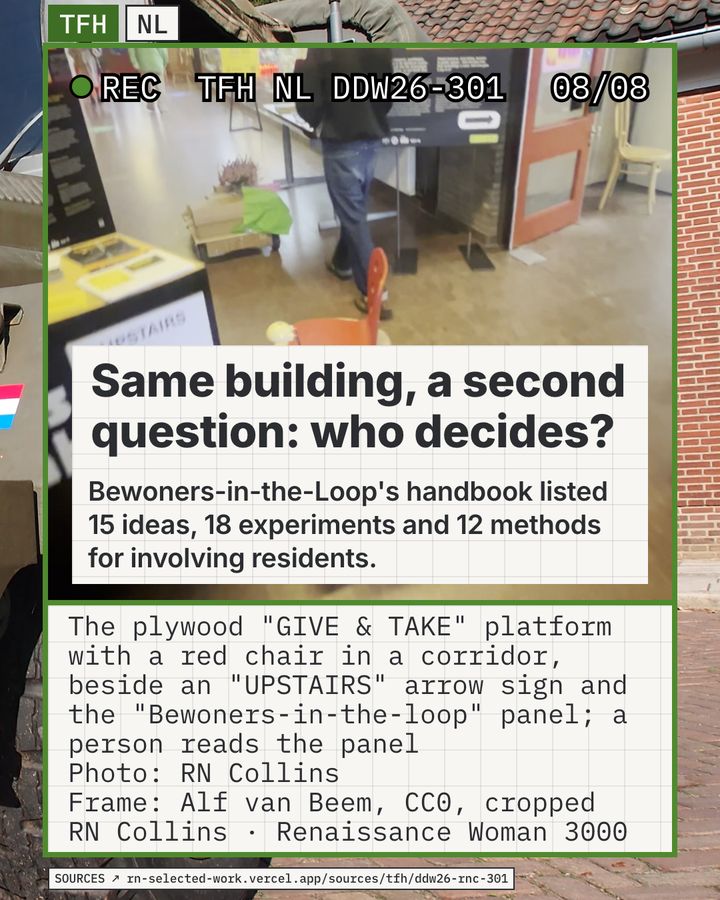 TFH NL
REC TFH NL DDW26-301 08/08
UPSTAIRS
Same building, a second
question: who decides?
Bewoners-in-the-Loop's handbook listed
15 ideas, 18 experiments and 12 methods
for involving residents.
The plywood "GIVE & TAKE" platform
with a red chair in a corridor,
beside an "UPSTAIRS" arrow sign and
the "Bewoners-in-the-loop" panel; a
person reads the panel
Photo: RN Collins
Frame: Alf van Beem, CC0, cropped
RN Collins · Renaissance Woman 3000
SOURCES ↗ rn-selected-work.vercel.app/sources/tfh/ddw26-rnc-301